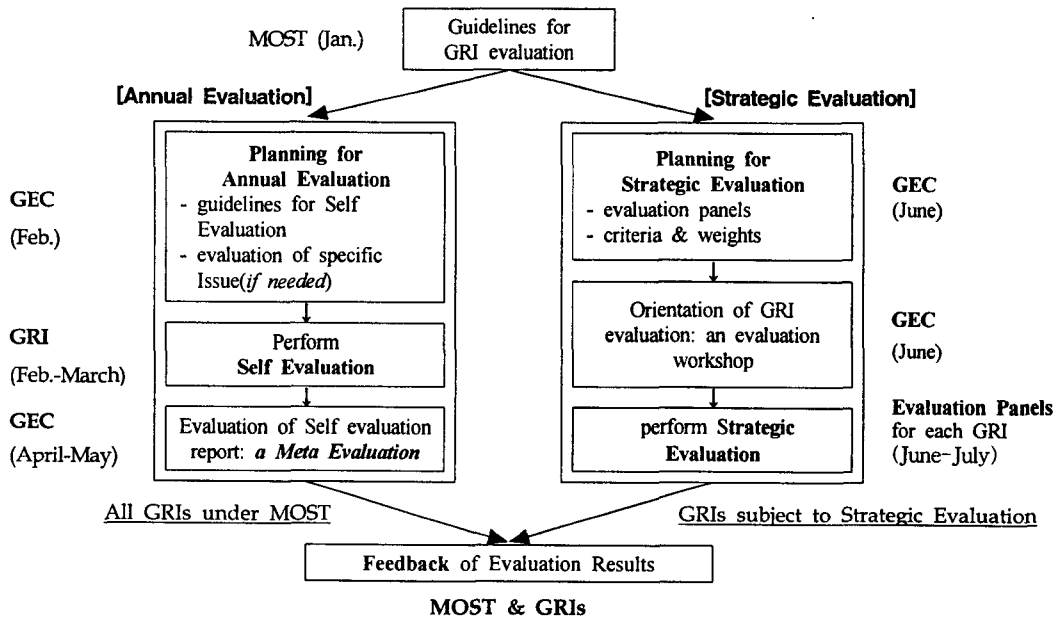 MOST (Jan.)
Guidelines for
GRI evaluation
[Annual Evaluation]
[Strategic Evaluation]
GEC
(Feb.)
Planning for
Annual Evaluation
- guidelines for Self
Evaluation
- evaluation of specific
Issue(if needed)
GRI
(Feb.-March)
Perform
Self Evaluation
GEC
(April-May)
Evaluation of Self evaluation
report: a Meta Evaluation
All GRIs under MOST
Planning for
Strategic Evaluation
- evaluation panels
- criteria & weights
GEC
(June)
Orientation of GRI
evaluation: an evaluation
workshop
GEC
(June)
perform Strategic
Evaluation
Evaluation Panels
for each GRI
(June-July)
GRIs subject to Strategic Evaluation
Feedback of Evaluation Results
MOST & GRIs